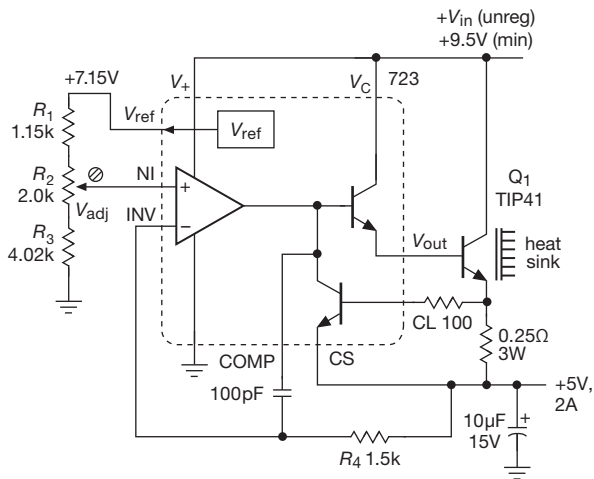 +Vin (unreg)
+9.5V (min)
+7.15V
V+
VC
723
R1
1.15k
Vref
Vref
R2
2.0k
NI
Vadj
INV
R3
4.02k
Q1
TIP41
Vout
heat
sink
CL 100
0.25Ω
3W
COMP
CS
100pF
+5V,
2A
10μF
15V
+
R4 1.5k
+
−